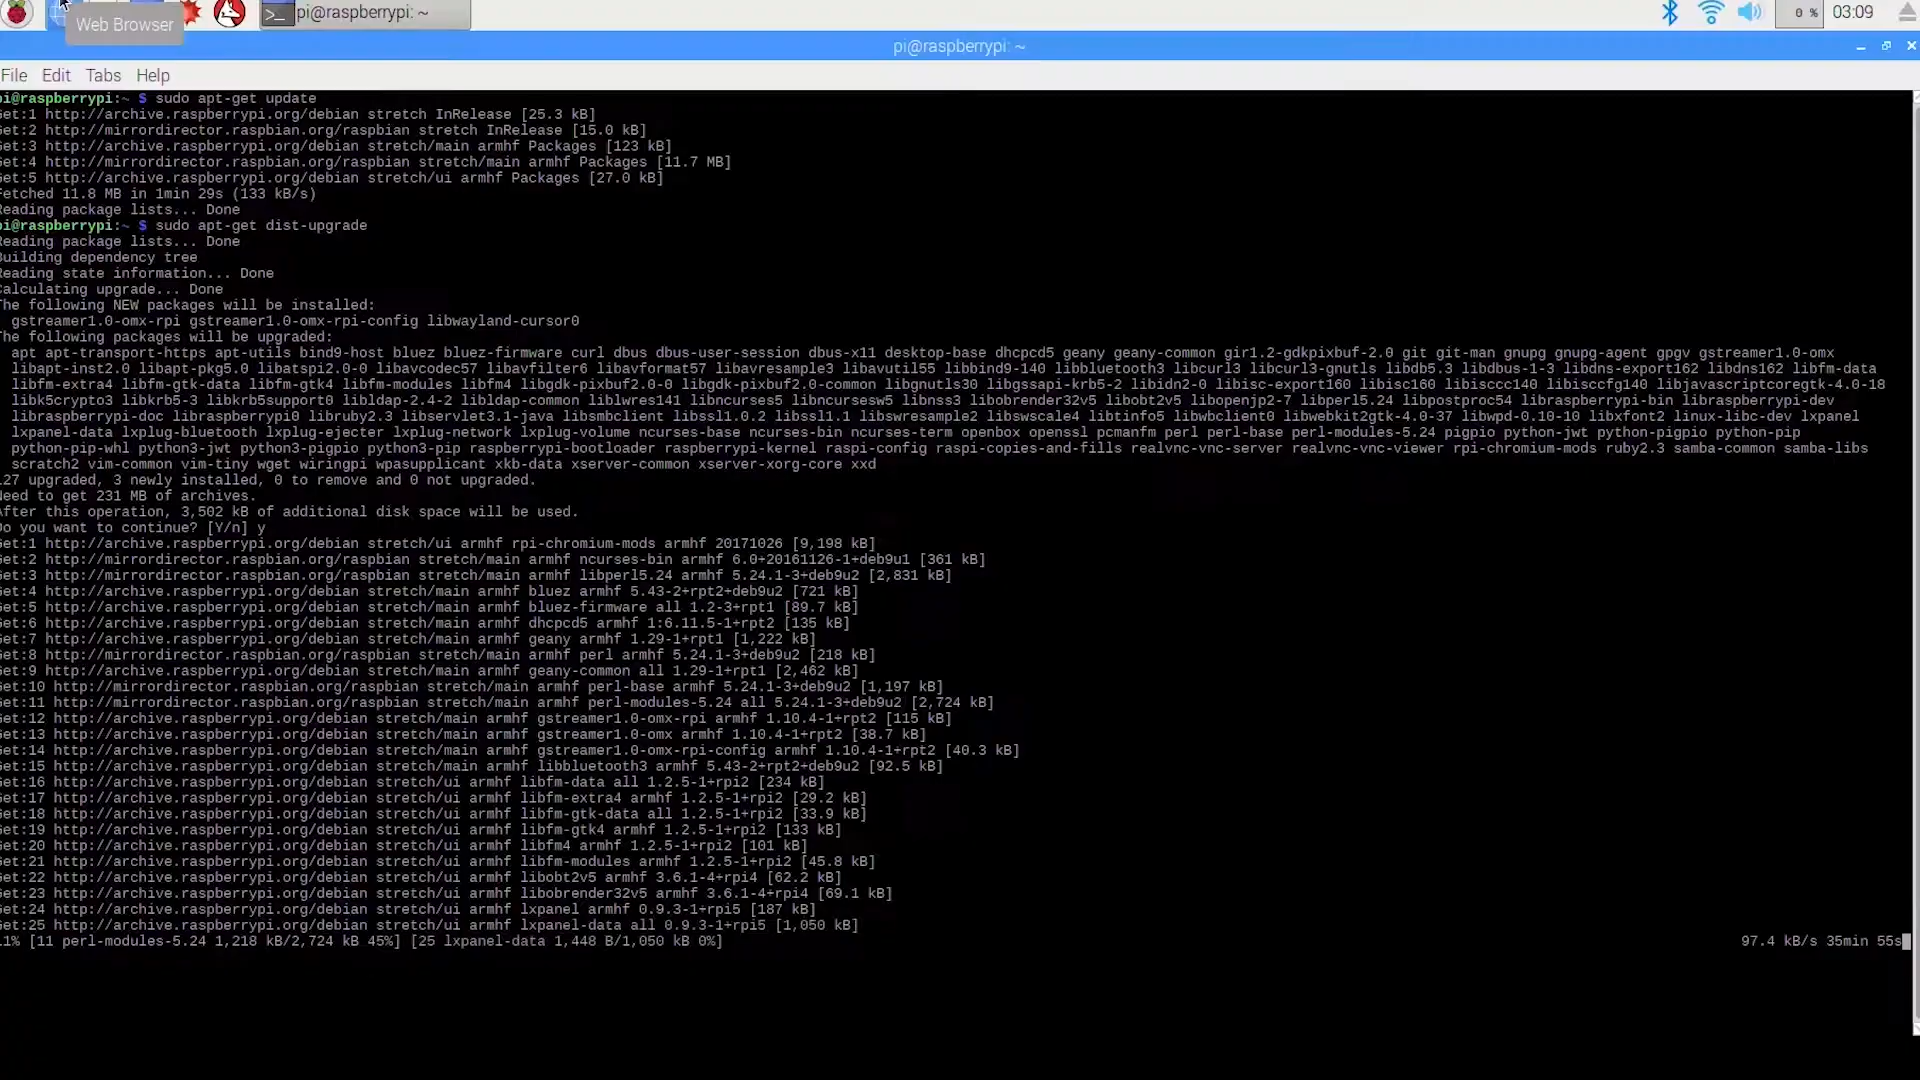 pi@raspberrypi: ~
0 %
03:09
Web Browser
pi@raspberrypi: ~
File Edit Tabs Help
pi@raspberrypi:~ $ sudo apt-get update
Get:1 http://archive.raspberrypi.org/debian stretch InRelease [25.3 kB]
Get:2 http://mirrordirector.raspbian.org/raspbian stretch InRelease [15.0 kB]
Get:3 http://archive.raspberrypi.org/debian stretch/main armhf Packages [123 kB]
Get:4 http://mirrordirector.raspbian.org/raspbian stretch/main armhf Packages [11.7 MB]
Get:5 http://archive.raspberrypi.org/debian stretch/ui armhf Packages [27.0 kB]
Fetched 11.8 MB in 1min 29s (133 kB/s)
Reading package lists... Done
pi@raspberrypi:~ $ sudo apt-get dist-upgrade
Reading package lists... Done
Building dependency tree
Reading state information... Done
Calculating upgrade... Done
The following NEW packages will be installed:
gstreamer1.0-omx-rpi gstreamer1.0-omx-rpi-config libwayland-cursor0
The following packages will be upgraded:
apt apt-transport-https apt-utils bind9-host bluez bluez-firmware curl dbus dbus-user-session dbus-x11 desktop-base dhcpcd5 geany geany-common gir1.2-gdkpixbuf-2.0 git git-man gnupg gnupg-agent gpgv gstreamer1.0-omx
libapt-inst2.0 libapt-pkg5.0 libatspi2.0-0 libavcodec57 libavfilter6 libavformat57 libavresample3 libavutil55 libbind9-140 libbluetooth3 libcurl3 libcurl3-gnutls libdb5.3 libdbus-1-3 libdns-export162 libdns162 libfm-data
libfm-extra4 libfm-gtk-data libfm-gtk4 libfm-modules libfm4 libgdk-pixbuf2.0-0 libgdk-pixbuf2.0-common libgnutls30 libgssapi-krb5-2 libidn2-0 libisc-export160 libisc160 libisccc140 libisccfg140 libjavascriptcoregtk-4.0-18
libk5crypto3 libkrb5-3 libkrb5support0 libldap-2.4-2 libldap-common liblwres141 libncurses5 libncursesw5 libnss3 libobrender32v5 libobt2v5 libopenjp2-7 libperl5.24 libpostproc54 libraspberrypi-bin libraspberrypi-dev
libraspberrypi-doc libraspberrypi0 libruby2.3 libservlet3.1-java libsmbclient libssl1.0.2 libssl1.1 libswresample2 libswscale4 libtinfo5 libwbclient0 libwebkit2gtk-4.0-37 libwpd-0.10-10 libxfont2 linux-libc-dev lxpanel
lxpanel-data lxplug-bluetooth lxplug-ejecter lxplug-network lxplug-volume ncurses-base ncurses-bin ncurses-term openbox openssl pcmanfm perl perl-base perl-modules-5.24 pigpio python-jwt python-pigpio python-pip
python-pip-whl python3-jwt python3-pigpio python3-pip raspberrypi-bootloader raspberrypi-kernel raspi-config raspi-copies-and-fills realvnc-vnc-server realvnc-vnc-viewer rpi-chromium-mods ruby2.3 samba-common samba-libs
scratch2 vim-common vim-tiny wget wiringpi wpasupplicant xkb-data xserver-common xserver-xorg-core xxd
127 upgraded, 3 newly installed, 0 to remove and 0 not upgraded.
Need to get 231 MB of archives.
After this operation, 3,502 kB of additional disk space will be used.
Do you want to continue? [Y/n] y
Get:1 http://archive.raspberrypi.org/debian stretch/ui armhf rpi-chromium-mods armhf 20171026 [9,198 kB]
Get:2 http://mirrordirector.raspbian.org/raspbian stretch/main armhf ncurses-bin armhf 6.0+20161126-1+deb9u1 [361 kB]
Get:3 http://mirrordirector.raspbian.org/raspbian stretch/main armhf libperl5.24 armhf 5.24.1-3+deb9u2 [2,831 kB]
Get:4 http://archive.raspberrypi.org/debian stretch/main armhf bluez armhf 5.43-2+rpt2+deb9u2 [721 kB]
Get:5 http://archive.raspberrypi.org/debian stretch/main armhf bluez-firmware all 1.2-3+rpt1 [89.7 kB]
Get:6 http://archive.raspberrypi.org/debian stretch/main armhf dhcpcd5 armhf 1:6.11.5-1+rpt2 [135 kB]
Get:7 http://archive.raspberrypi.org/debian stretch/main armhf geany armhf 1.29-1+rpt1 [1,222 kB]
Get:8 http://mirrordirector.raspbian.org/raspbian stretch/main armhf perl armhf 5.24.1-3+deb9u2 [218 kB]
Get:9 http://archive.raspberrypi.org/debian stretch/main armhf geany-common all 1.29-1+rpt1 [2,462 kB]
Get:10 http://mirrordirector.raspbian.org/raspbian stretch/main armhf perl-base armhf 5.24.1-3+deb9u2 [1,197 kB]
Get:11 http://mirrordirector.raspbian.org/raspbian stretch/main armhf perl-modules-5.24 all 5.24.1-3+deb9u2 [2,724 kB]
Get:12 http://archive.raspberrypi.org/debian stretch/main armhf gstreamer1.0-omx-rpi armhf 1.10.4-1+rpt2 [115 kB]
Get:13 http://archive.raspberrypi.org/debian stretch/main armhf gstreamer1.0-omx armhf 1.10.4-1+rpt2 [38.7 kB]
Get:14 http://archive.raspberrypi.org/debian stretch/main armhf gstreamer1.0-omx-rpi-config armhf 1.10.4-1+rpt2 [40.3 kB]
Get:15 http://archive.raspberrypi.org/debian stretch/main armhf libbluetooth3 armhf 5.43-2+rpt2+deb9u2 [92.5 kB]
Get:16 http://archive.raspberrypi.org/debian stretch/ui armhf libfm-data all 1.2.5-1+rpi2 [234 kB]
Get:17 http://archive.raspberrypi.org/debian stretch/ui armhf libfm-extra4 armhf 1.2.5-1+rpi2 [29.2 kB]
Get:18 http://archive.raspberrypi.org/debian stretch/ui armhf libfm-gtk-data all 1.2.5-1+rpi2 [33.9 kB]
Get:19 http://archive.raspberrypi.org/debian stretch/ui armhf libfm-gtk4 armhf 1.2.5-1+rpi2 [133 kB]
Get:20 http://archive.raspberrypi.org/debian stretch/ui armhf libfm4 armhf 1.2.5-1+rpi2 [101 kB]
Get:21 http://archive.raspberrypi.org/debian stretch/ui armhf libfm-modules armhf 1.2.5-1+rpi2 [45.8 kB]
Get:22 http://archive.raspberrypi.org/debian stretch/ui armhf libobt2v5 armhf 3.6.1-4+rpi4 [62.2 kB]
Get:23 http://archive.raspberrypi.org/debian stretch/ui armhf libobrender32v5 armhf 3.6.1-4+rpi4 [69.1 kB]
Get:24 http://archive.raspberrypi.org/debian stretch/ui armhf lxpanel armhf 0.9.3-1+rpi5 [187 kB]
Get:25 http://archive.raspberrypi.org/debian stretch/ui armhf lxpanel-data all 0.9.3-1+rpi5 [1,050 kB]
11% [11 perl-modules-5.24 1,218 kB/2,724 kB 45%] [25 lxpanel-data 1,448 B/1,050 kB 0%] 97.4 kB/s 35min 55s